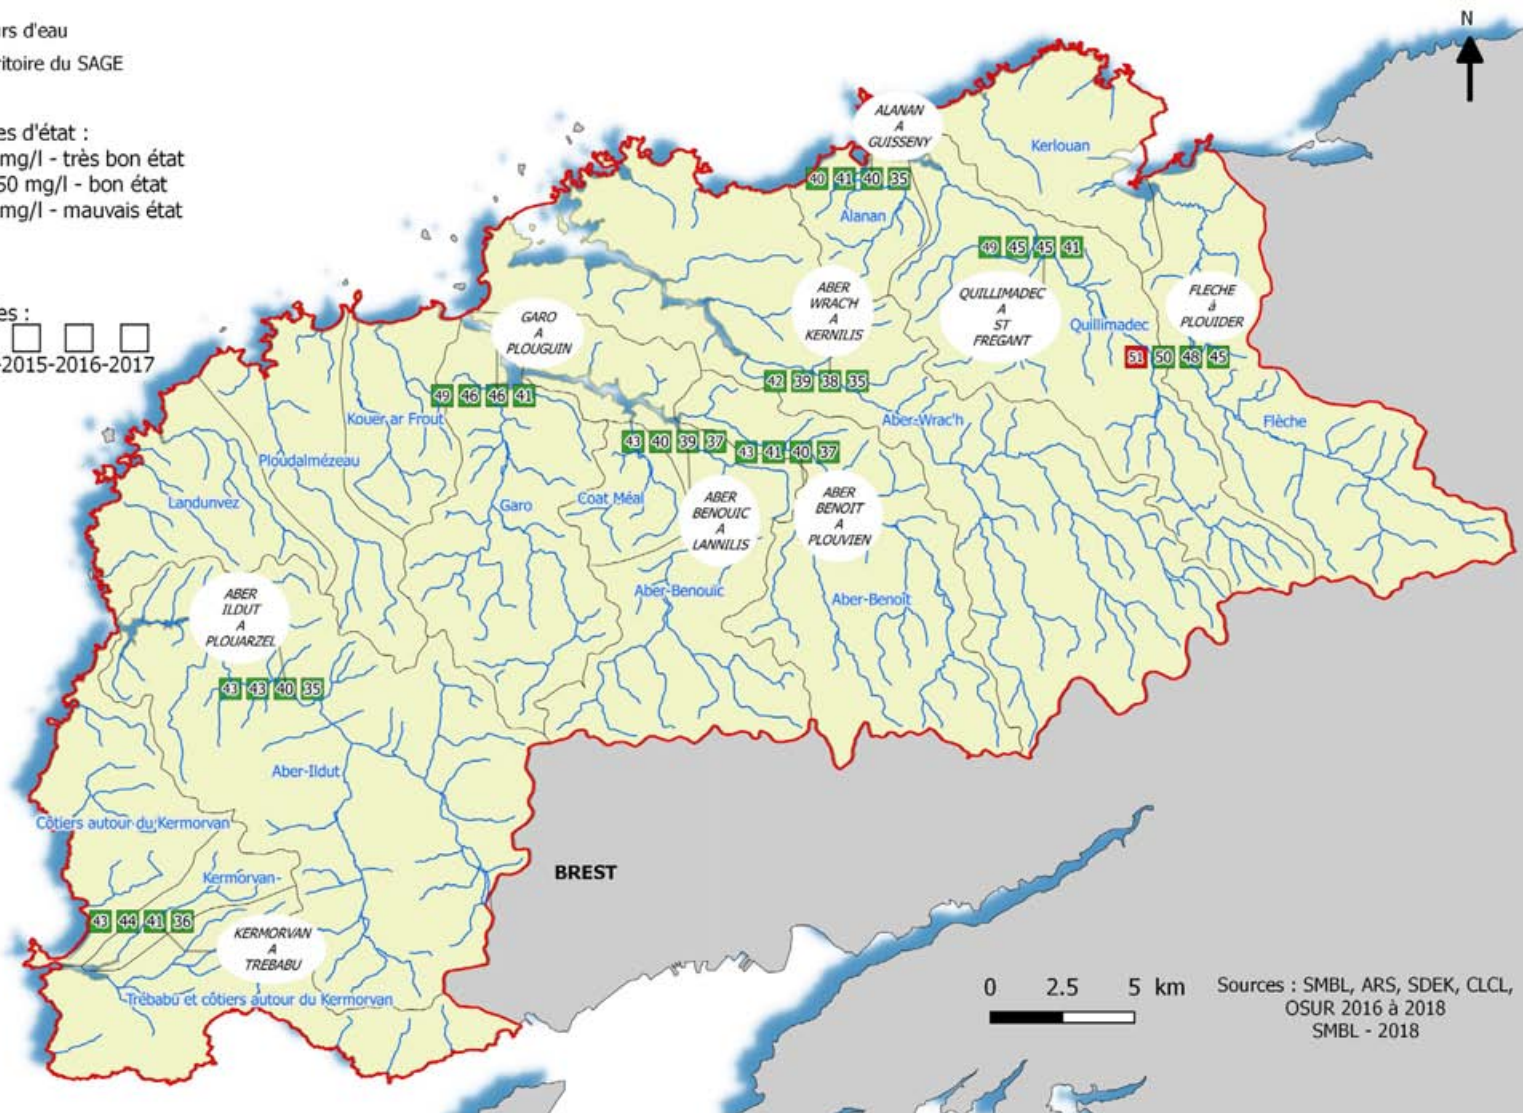 rs d'eau
itoire du SAGE
es d'état :
mg/l - très bon état
50 mg/l - bon état
mg/l - mauvais état
es :
-2015-2016-2017
N
ALANAN
A
GUISSENY
Kerlouan
40 41 40 35
Alanan
49 45 45 41
ABER
WRAC'H
A
KERNILIS
QUILLIMADEC
A
ST
FREGANT
FLECHE
à
PLOUIDER
Quillimadec
GARO
A
PLOUGUIN
51 50 48 45
42 39 38 35
49 46 46 41
Kouer ar Frout
Aber-Wrac'h
Flèche
43 40 39 37
43 41 40 37
Ploudalmézeau
Landunvez
Garo
Coat Méal
ABER
BENOUIC
A
LANNILIS
ABER
BENOIT
A
PLOUVIEN
Aber-Benouïc
Aber-Benoît
ABER
ILDUT
A
PLOUARZEL
43 43 40 35
Aber-Ildut
Côtiers autour du Kermorvan
Kermorvan-
BREST
43 44 41 36
KERMORVAN
A
TREBABU
Trébabu et côtiers autour du Kermorvan
0 2.5 5 km
Sources : SMBL, ARS, SDEK, CLCL,
OSUR 2016 à 2018
SMBL - 2018